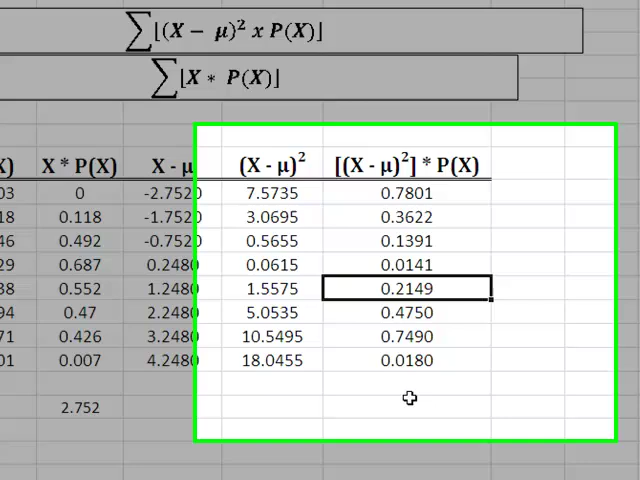 ∑⌊(X − μ)² x P(X)⌋
∑⌊X * P(X)⌋
X) X * P(X) X - μ (X - μ)² [(X - μ)²] * P(X)
03 0 -2.7520 7.5735 0.7801
18 0.118 -1.7520 3.0695 0.3622
46 0.492 -0.7520 0.5655 0.1391
29 0.687 0.2480 0.0615 0.0141
38 0.552 1.2480 1.5575 0.2149
94 0.47 2.2480 5.0535 0.4750
71 0.426 3.2480 10.5495 0.7490
01 0.007 4.2480 18.0455 0.0180
2.752